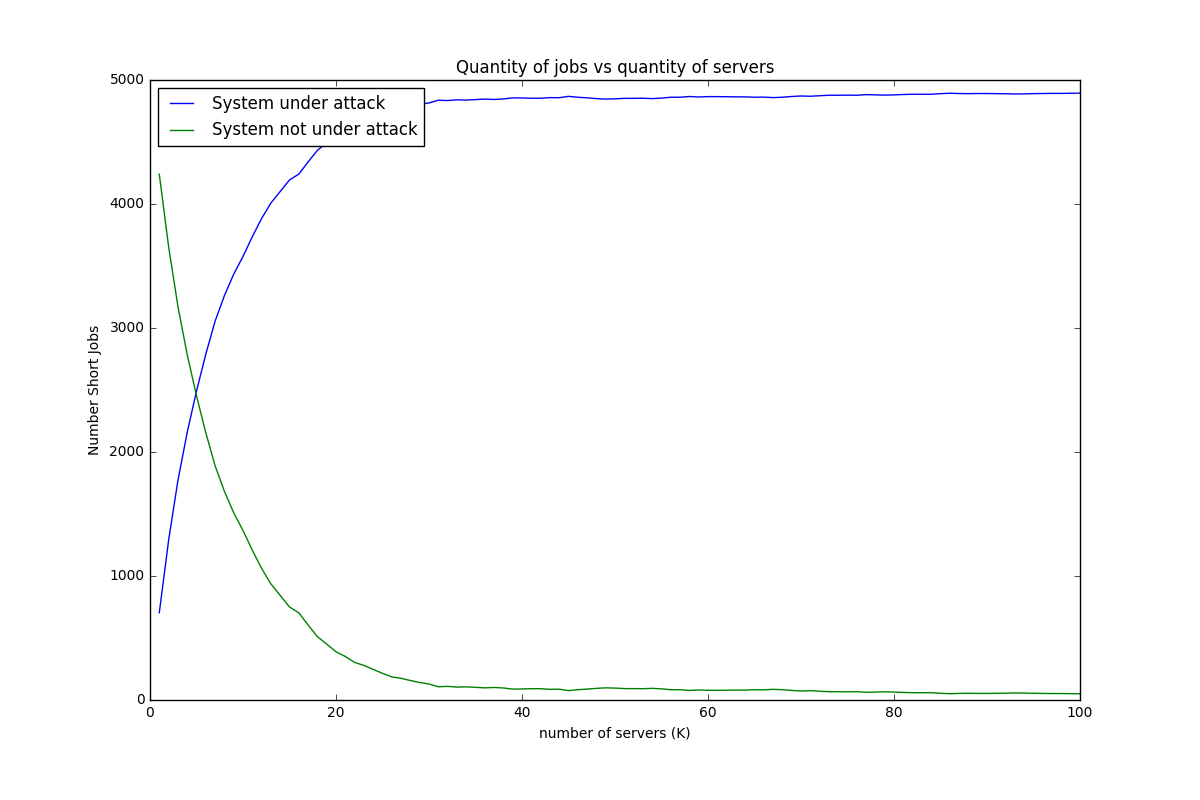 Quantity of jobs vs quantity of servers
5000
System under attack
System not under attack
4000
3000
2000
1000
0
Number Short Jobs
0 20 40 60 80 100
number of servers (K)